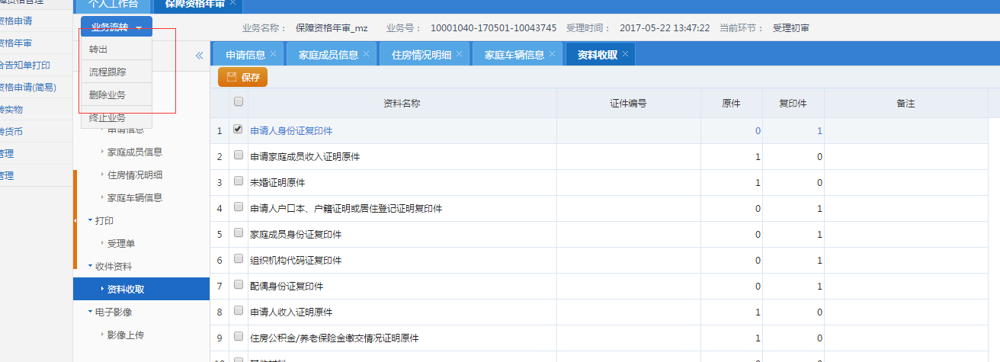 障资格管理
个人工作台
保障资格年审
资格申请
资格年审
合告知单打印
资格申请(简易)
转实物
转货币
管理
管理
业务流转
业务名称： 保障资格年审_mz 业务号： 10001040-170501-10043745 受理时间： 2017-05-22 13:47:22 当前环节： 受理初审
转出
流程跟踪
删除业务
终止业务
申请信息
家庭成员信息
住房情况明细
家庭车辆信息
打印
受理单
收件资料
资料收取
电子影像
影像上传
申请信息 家庭成员信息 住房情况明细 家庭车辆信息 资料收取
保存
资料名称 证件编号 原件 复印件 备注
1 申请人身份证复印件 0 1
2 申请家庭成员收入证明原件 1 0
3 未婚证明原件 1 0
4 申请人户口本、户籍证明或居住登记证明复印件 0 1
5 家庭成员身份证复印件 0 1
6 组织机构代码证复印件 0 1
7 配偶身份证复印件 0 1
8 申请人收入证明原件 1 0
9 住房公积金/养老保险金缴交情况证明原件 1 0
10 其他材料 0 0